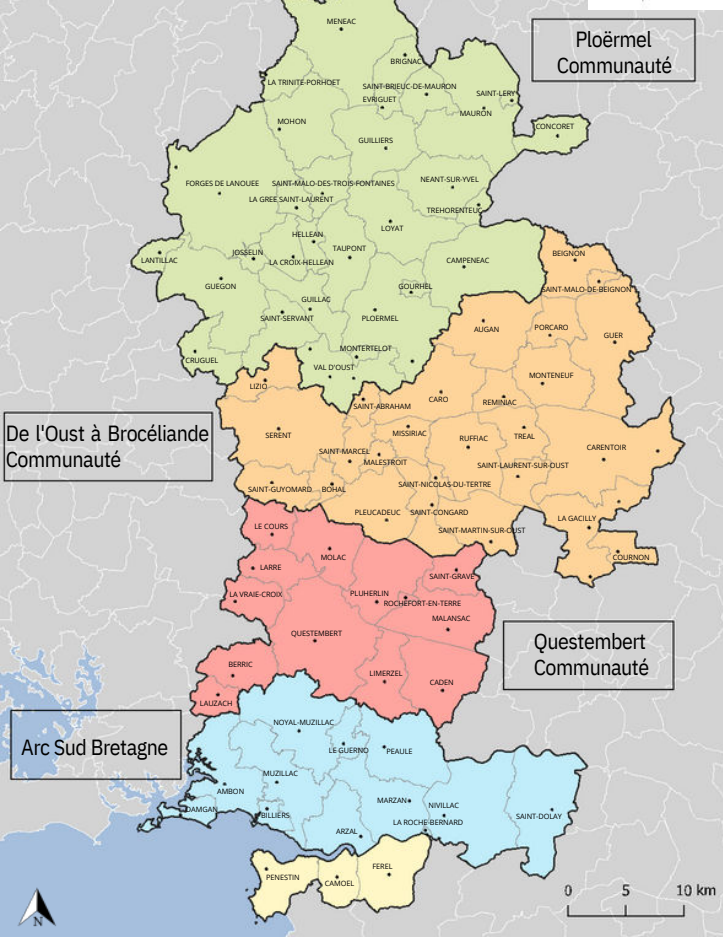 MENEAC
Ploërmel
Communauté
BRIGNAC
LA TRINITE-PORHOET
SAINT-BRIEUC-DE-MAURON
EVRIGUET
SAINT-LERY
MAURON
MOHON
CONCORET
GUILLIERS
FORGES DE LANOUEE
SAINT-MALO-DES-TROIS-FONTAINES
NEANT-SUR-YVEL
LA GREE SAINT-LAURENT
TREHORENTEUC
LOYAT
HELLEAN
TAUPONT
JOSSELIN
LANTILLAC
LA CROIX-HELLEAN
CAMPENEAC
BEIGNON
GUEGON
GOURHEL
SAINT-MALO-DE-BEIGNON
GUILLAC
SAINT-SERVANT
PLOERMEL
AUGAN
PORCARO
GUER
CRUGUEL
MONTERTELOT
VAL D'OUST
MONTENEUF
LIZIO
CARO
REMINIAC
SAINT-ABRAHAM
De l'Oust à Brocéliande
Communauté
SERENT
MISSIRIAC
RUFFIAC
TREAL
CARENTOIR
SAINT-MARCEL
MALESTROIT
SAINT-LAURENT-SUR-OUST
SAINT-GUYOMARD
BOHAL
SAINT-NICOLAS-DU-TERTRE
PLEUCADEUC
SAINT-CONGARD
LA GACILLY
LE COURS
SAINT-MARTIN-SUR-OUST
MOLAC
COURNON
LARRE
SAINT-GRAVE
LA VRAIE-CROIX
PLUHERLIN
ROCHEFORT-EN-TERRE
MALANSAC
QUESTEMBERT
Questembert
Communauté
BERRIC
LIMERZEL
CADEN
LAUZACH
NOYAL-MUZILLAC
Arc Sud Bretagne
LE GUERNO
PEAULE
MUZILLAC
AMBON
MARZAN
NIVILLAC
DAMGAN
BILLIERS
LA ROCHE-BERNARD
SAINT-DOLAY
ARZAL
FEREL
PENESTIN
CAMOEL
0 5 10 km
N